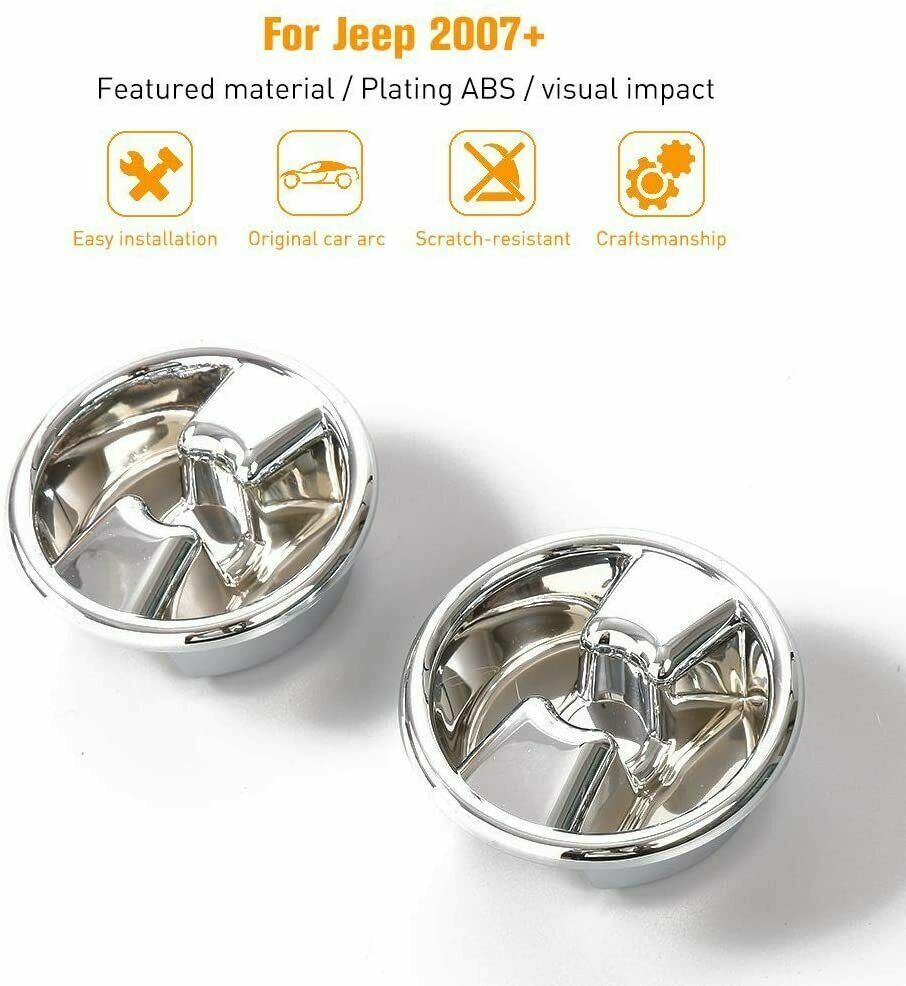 For Jeep 2007+
Featured material / Plating ABS / visual impact
Easy installation
Original car arc
Scratch-resistant
Craftsmanship